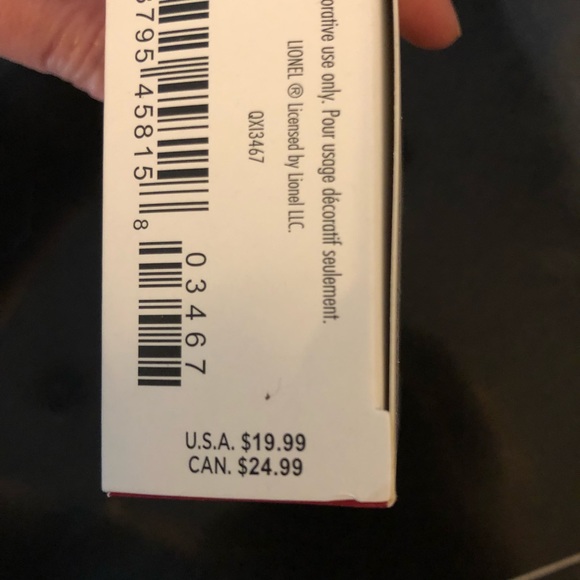 use only. Pour usage décoratif seulement.
LIONEL ® Licensed by Lionel LLC.
QXI3467
795 45815 8
03467
U.S.A. $19.99
CAN. $24.99